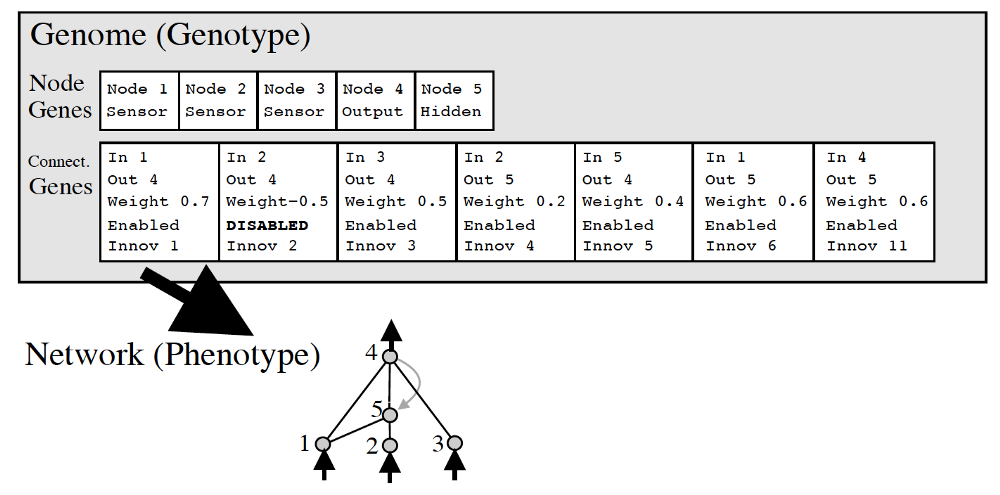 Genome (Genotype)
Node Genes
Node 1 Node 2 Node 3 Node 4 Node 5
Sensor Sensor Sensor Output Hidden
Connect. Genes
In 1 In 2 In 3 In 2 In 5 In 1 In 4
Out 4 Out 4 Out 4 Out 5 Out 4 Out 5 Out 5
Weight 0.7 Weight-0.5 Weight 0.5 Weight 0.2 Weight 0.4 Weight 0.6 Weight 0.6
Enabled DISABLED Enabled Enabled Enabled Enabled Enabled
Innov 1 Innov 2 Innov 3 Innov 4 Innov 5 Innov 6 Innov 11
Network (Phenotype)
4
5
1 2 3